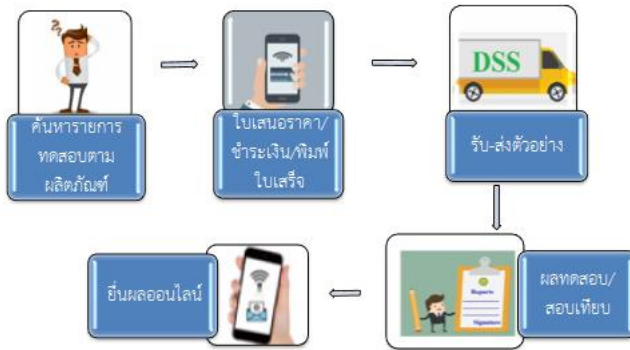 ค้นหารายการ
ทดสอบตาม
ผลิตภัณฑ์
ใบเสนอราคา/
ชำระเงิน/พิมพ์
ใบเสร็จ
DSS
รับ-ส่งตัวอย่าง
Reports
Signature
ผลทดสอบ/
สอบเทียบ
ยื่นผลออนไลน์